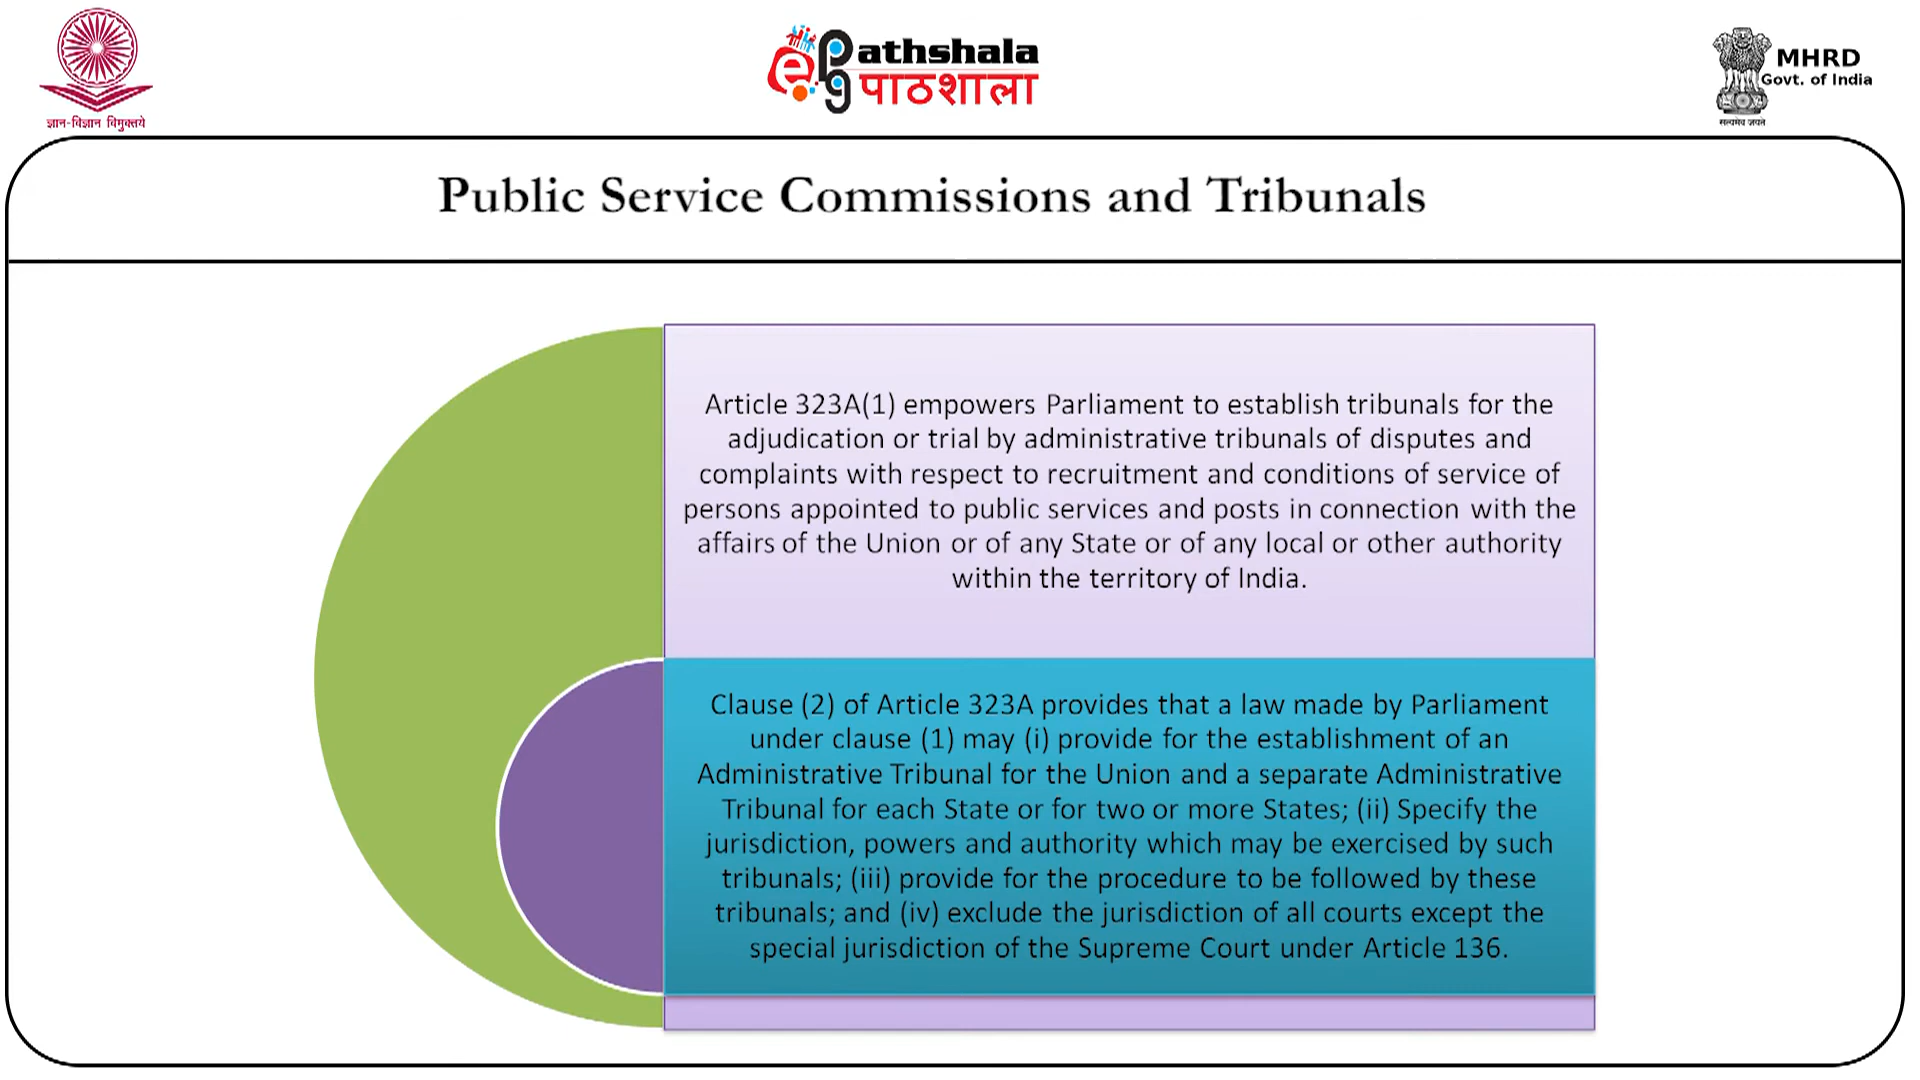 ज्ञान-विज्ञान विमुक्तये
e pg Pathshala
पाठशाला
MHRD
Govt. of India
सत्यमेव जयते
Public Service Commissions and Tribunals
Article 323A(1) empowers Parliament to establish tribunals for the
adjudication or trial by administrative tribunals of disputes and
complaints with respect to recruitment and conditions of service of
persons appointed to public services and posts in connection with the
affairs of the Union or of any State or of any local or other authority
within the territory of India.
Clause (2) of Article 323A provides that a law made by Parliament
under clause (1) may (i) provide for the establishment of an
Administrative Tribunal for the Union and a separate Administrative
Tribunal for each State or for two or more States; (ii) Specify the
jurisdiction, powers and authority which may be exercised by such
tribunals; (iii) provide for the procedure to be followed by these
tribunals; and (iv) exclude the jurisdiction of all courts except the
special jurisdiction of the Supreme Court under Article 136.